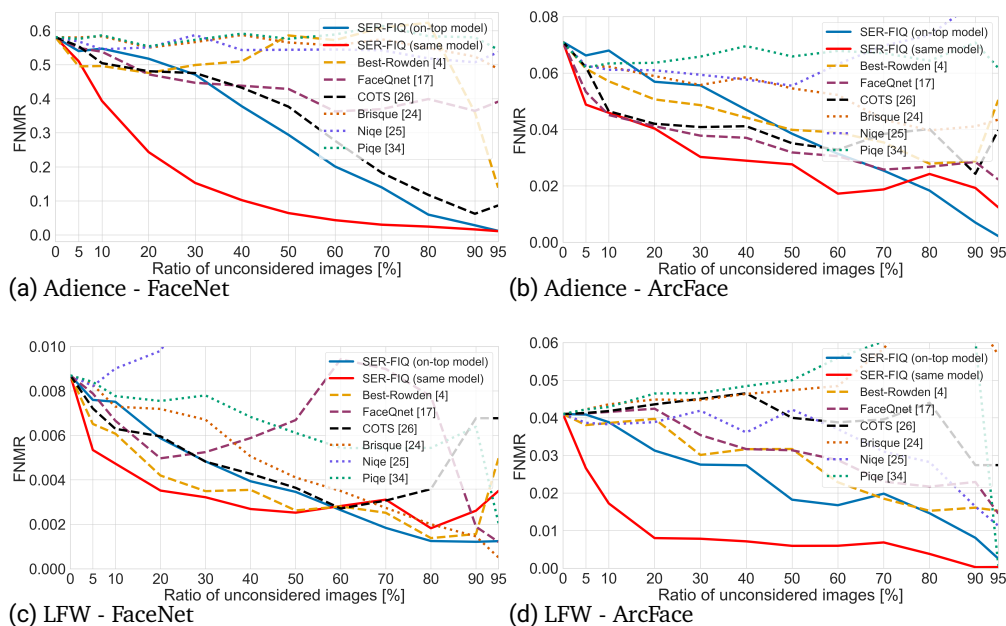 0.6
0.5
0.4
0.3
0.2
0.1
0.0
FNMR
0 5 10 20 30 40 50 60 70 80 90 95
Ratio of unconsidered images [%]
SER-FIQ (on-top model)
SER-FIQ (same model)
Best-Rowden [4]
FaceQnet [17]
COTS [26]
Brisque [24]
Niqe [25]
Piqe [34]
(a) Adience - FaceNet
0.08
0.06
0.04
0.02
0.00
FNMR
0 5 10 20 30 40 50 60 70 80 90 95
Ratio of unconsidered images [%]
SER-FIQ (on-top model)
SER-FIQ (same model)
Best-Rowden [4]
FaceQnet [17]
COTS [26]
Brisque [24]
Niqe [25]
Piqe [34]
(b) Adience - ArcFace
0.010
0.008
0.006
0.004
0.002
0.000
FNMR
0 5 10 20 30 40 50 60 70 80 90 95
Ratio of unconsidered images [%]
SER-FIQ (on-top model)
SER-FIQ (same model)
Best-Rowden [4]
FaceQnet [17]
COTS [26]
Brisque [24]
Niqe [25]
Piqe [34]
(c) LFW - FaceNet
0.06
0.05
0.04
0.03
0.02
0.01
0.00
FNMR
0 5 10 20 30 40 50 60 70 80 90 95
Ratio of unconsidered images [%]
SER-FIQ (on-top model)
SER-FIQ (same model)
Best-Rowden [4]
FaceQnet [17]
COTS [26]
Brisque [24]
Niqe [25]
Piqe [34]
(d) LFW - ArcFace